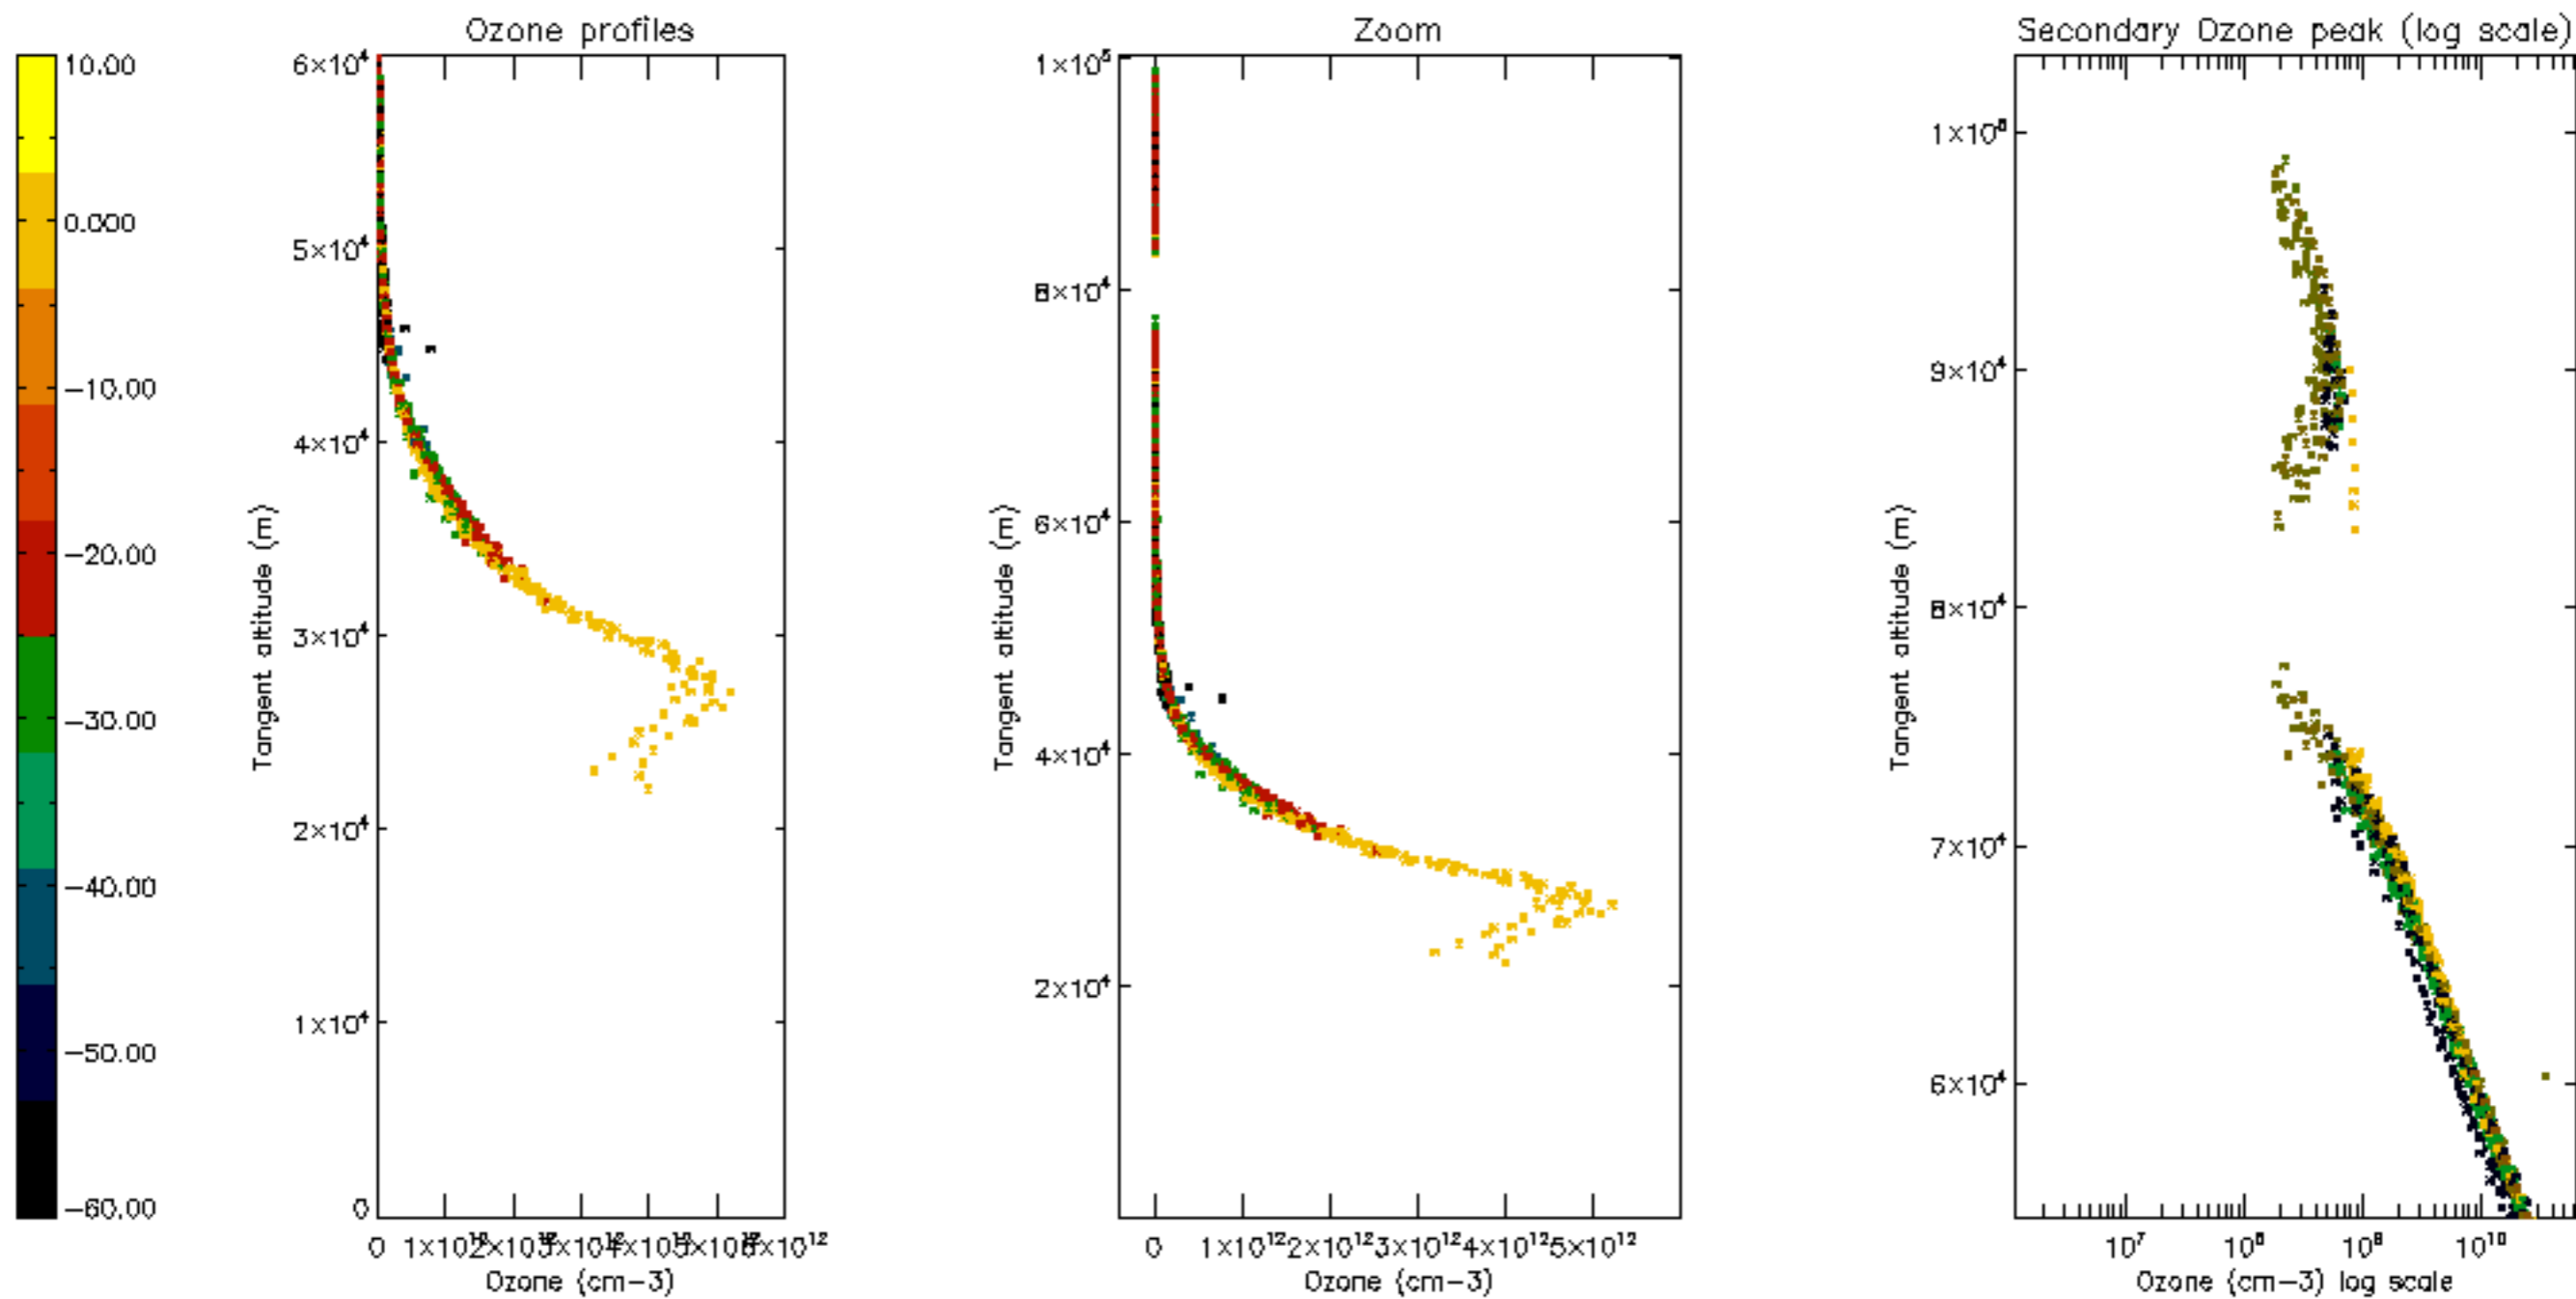 Ozone profiles
10.00
0.000
−10.00
−20.00
−30.00
−40.00
−50.00
−60.00
6×10⁴
5×10⁴
4×10⁴
3×10⁴
2×10⁴
1×10⁴
0
Tangent altitude (m)
0
Ozone (cm−3)
Zoom
1×10⁵
8×10⁴
6×10⁴
4×10⁴
2×10⁴
Tangent altitude (m)
0 1×10¹² 2×10¹² 3×10¹² 4×10¹² 5×10¹²
Ozone (cm−3)
Secondary Ozone peak (log scale)
9×10⁴
8×10⁴
7×10⁴
6×10⁴
Tangent altitude (m)
10⁷ 10⁸ 10⁹ 10¹⁰
Ozone (cm−3) log scale